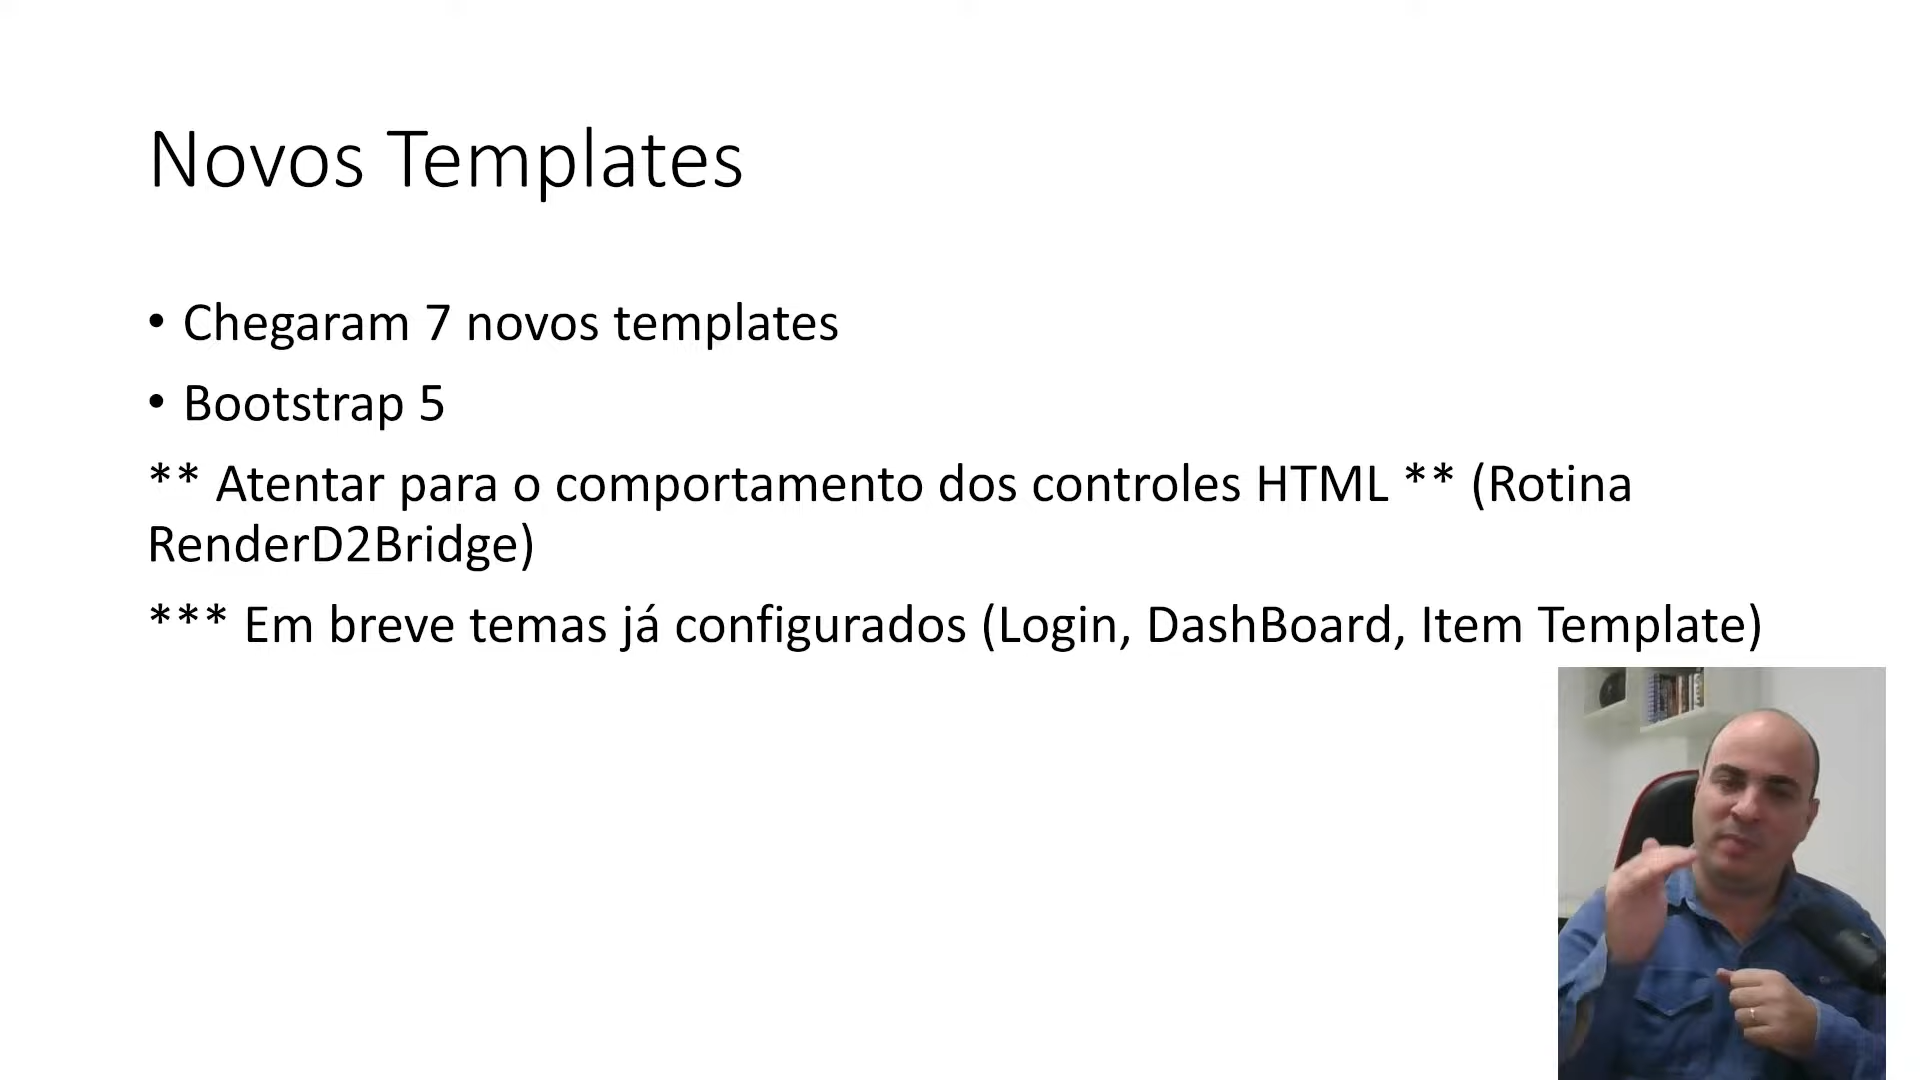 Novos Templates
• Chegaram 7 novos templates
• Bootstrap 5
** Atentar para o comportamento dos controles HTML ** (Rotina
RenderD2Bridge)
*** Em breve temas já configurados (Login, DashBoard, Item Template)